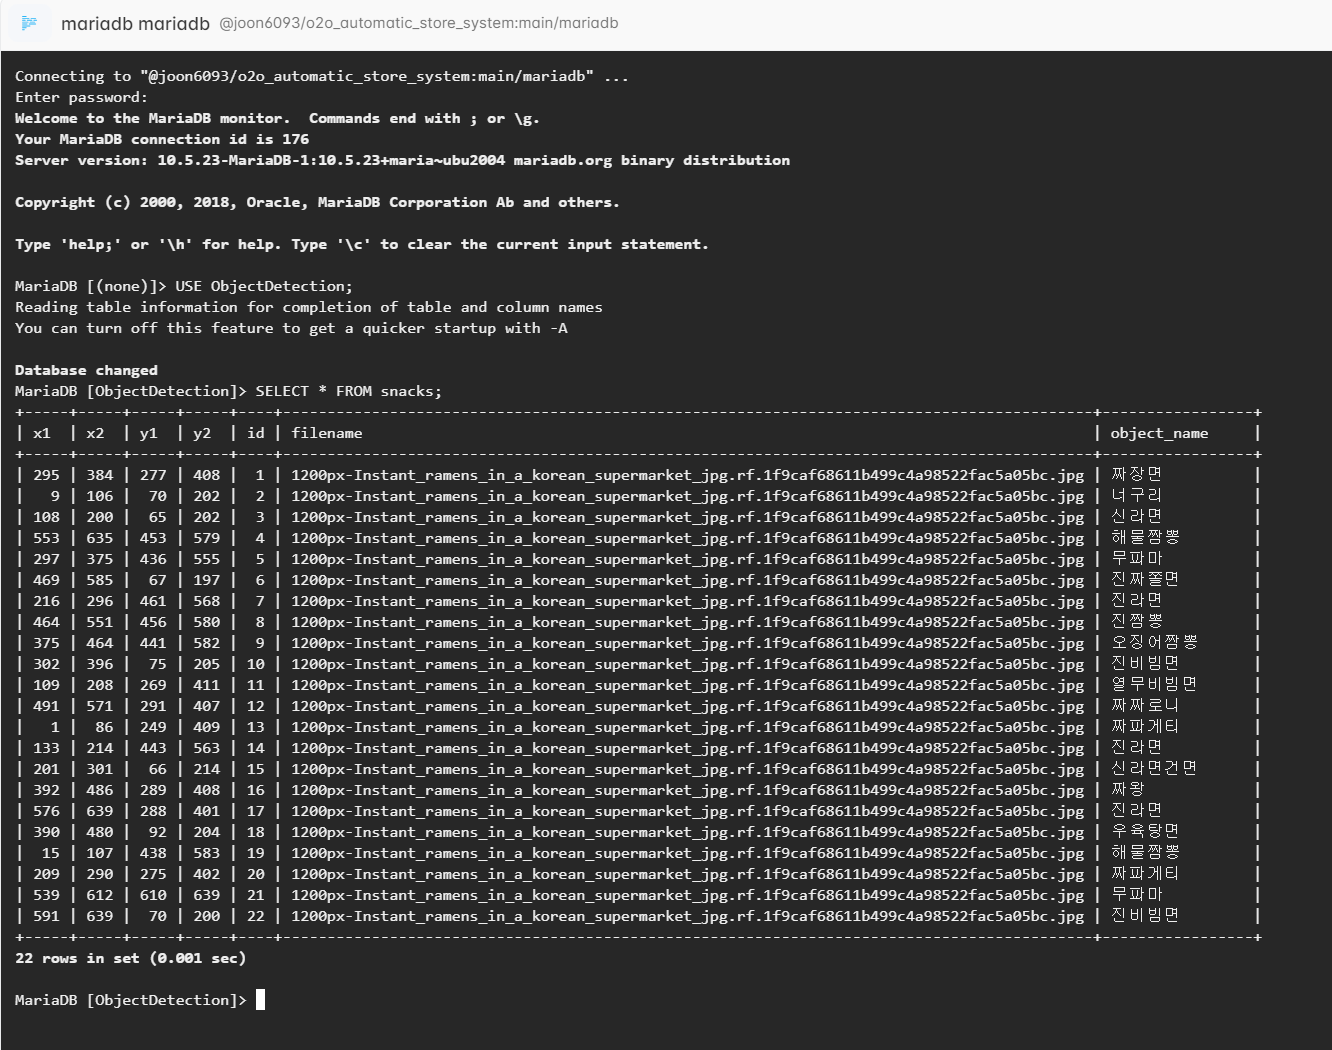 mariadb mariadb @joon6093/o2o_automatic_store_system:main/mariadb
Connecting to "@joon6093/o2o_automatic_store_system:main/mariadb" ...
Enter password:
Welcome to the MariaDB monitor.  Commands end with ; or \g.
Your MariaDB connection id is 176
Server version: 10.5.23-MariaDB-1:10.5.23+maria~ubu2004 mariadb.org binary distribution
Copyright (c) 2000, 2018, Oracle, MariaDB Corporation Ab and others.
Type 'help;' or '\h' for help. Type '\c' to clear the current input statement.
MariaDB [(none)]> USE ObjectDetection;
Reading table information for completion of table and column names
You can turn off this feature to get a quicker startup with -A
Database changed
MariaDB [ObjectDetection]> SELECT * FROM snacks;
+-----+-----+-----+-----+----+-------------------------------------------------------------------------------------------+-----------------+
| x1  | x2  | y1  | y2  | id | filename                                                                                  | object_name     |
+-----+-----+-----+-----+----+-------------------------------------------------------------------------------------------+-----------------+
| 295 | 384 | 277 | 408 |  1 | 1200px-Instant_ramens_in_a_korean_supermarket_jpg.rf.1f9caf68611b499c4a98522fac5a05bc.jpg | 짜장면 |
|   9 | 106 |  70 | 202 |  2 | 1200px-Instant_ramens_in_a_korean_supermarket_jpg.rf.1f9caf68611b499c4a98522fac5a05bc.jpg | 너구리 |
| 108 | 200 |  65 | 202 |  3 | 1200px-Instant_ramens_in_a_korean_supermarket_jpg.rf.1f9caf68611b499c4a98522fac5a05bc.jpg | 신라면 |
| 553 | 635 | 453 | 579 |  4 | 1200px-Instant_ramens_in_a_korean_supermarket_jpg.rf.1f9caf68611b499c4a98522fac5a05bc.jpg | 해물짬뽕 |
| 297 | 375 | 436 | 555 |  5 | 1200px-Instant_ramens_in_a_korean_supermarket_jpg.rf.1f9caf68611b499c4a98522fac5a05bc.jpg | 무파마 |
| 469 | 585 |  67 | 197 |  6 | 1200px-Instant_ramens_in_a_korean_supermarket_jpg.rf.1f9caf68611b499c4a98522fac5a05bc.jpg | 진짜쫄면 |
| 216 | 296 | 461 | 568 |  7 | 1200px-Instant_ramens_in_a_korean_supermarket_jpg.rf.1f9caf68611b499c4a98522fac5a05bc.jpg | 진라면 |
| 464 | 551 | 456 | 580 |  8 | 1200px-Instant_ramens_in_a_korean_supermarket_jpg.rf.1f9caf68611b499c4a98522fac5a05bc.jpg | 진짬뽕 |
| 375 | 464 | 441 | 582 |  9 | 1200px-Instant_ramens_in_a_korean_supermarket_jpg.rf.1f9caf68611b499c4a98522fac5a05bc.jpg | 오징어짬뽕 |
| 302 | 396 |  75 | 205 | 10 | 1200px-Instant_ramens_in_a_korean_supermarket_jpg.rf.1f9caf68611b499c4a98522fac5a05bc.jpg | 진비빔면 |
| 109 | 208 | 269 | 411 | 11 | 1200px-Instant_ramens_in_a_korean_supermarket_jpg.rf.1f9caf68611b499c4a98522fac5a05bc.jpg | 열무비빔면 |
| 491 | 571 | 291 | 407 | 12 | 1200px-Instant_ramens_in_a_korean_supermarket_jpg.rf.1f9caf68611b499c4a98522fac5a05bc.jpg | 짜짜로니 |
|   1 |  86 | 249 | 409 | 13 | 1200px-Instant_ramens_in_a_korean_supermarket_jpg.rf.1f9caf68611b499c4a98522fac5a05bc.jpg | 짜파게티 |
| 133 | 214 | 443 | 563 | 14 | 1200px-Instant_ramens_in_a_korean_supermarket_jpg.rf.1f9caf68611b499c4a98522fac5a05bc.jpg | 진라면 |
| 201 | 301 |  66 | 214 | 15 | 1200px-Instant_ramens_in_a_korean_supermarket_jpg.rf.1f9caf68611b499c4a98522fac5a05bc.jpg | 신라면건면 |
| 392 | 486 | 289 | 408 | 16 | 1200px-Instant_ramens_in_a_korean_supermarket_jpg.rf.1f9caf68611b499c4a98522fac5a05bc.jpg | 짜왕 |
| 576 | 639 | 288 | 401 | 17 | 1200px-Instant_ramens_in_a_korean_supermarket_jpg.rf.1f9caf68611b499c4a98522fac5a05bc.jpg | 진라면 |
| 390 | 480 |  92 | 204 | 18 | 1200px-Instant_ramens_in_a_korean_supermarket_jpg.rf.1f9caf68611b499c4a98522fac5a05bc.jpg | 우육탕면 |
|  15 | 107 | 438 | 583 | 19 | 1200px-Instant_ramens_in_a_korean_supermarket_jpg.rf.1f9caf68611b499c4a98522fac5a05bc.jpg | 해물짬뽕 |
| 209 | 290 | 275 | 402 | 20 | 1200px-Instant_ramens_in_a_korean_supermarket_jpg.rf.1f9caf68611b499c4a98522fac5a05bc.jpg | 짜파게티 |
| 539 | 612 | 610 | 639 | 21 | 1200px-Instant_ramens_in_a_korean_supermarket_jpg.rf.1f9caf68611b499c4a98522fac5a05bc.jpg | 무파마 |
| 591 | 639 |  70 | 200 | 22 | 1200px-Instant_ramens_in_a_korean_supermarket_jpg.rf.1f9caf68611b499c4a98522fac5a05bc.jpg | 진비빔면 |
+-----+-----+-----+-----+----+-------------------------------------------------------------------------------------------+-----------------+
22 rows in set (0.001 sec)
MariaDB [ObjectDetection]>